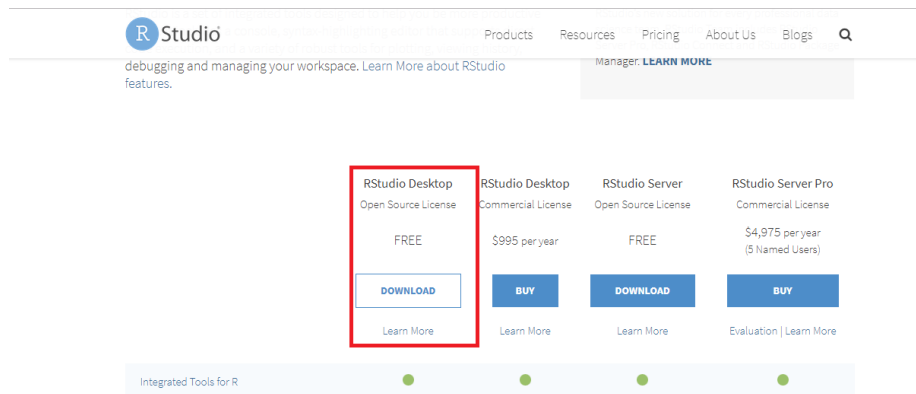 R Studio
Products Resources Pricing About Us Blogs
debugging and managing your workspace. Learn More about RStudio
features.
Manager. LEARN MORE
RStudio Desktop RStudio Desktop RStudio Server RStudio Server Pro
Open Source License Commercial License Open Source License Commercial License
FREE $995 per year FREE $4,975 per year
(5 Named Users)
DOWNLOAD BUY DOWNLOAD BUY
Learn More Learn More Learn More Evaluation | Learn More
Integrated Tools for R